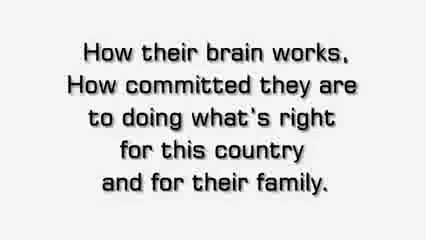 How their brain works,
How committed they are
to doing what's right
for this country
and for their family.